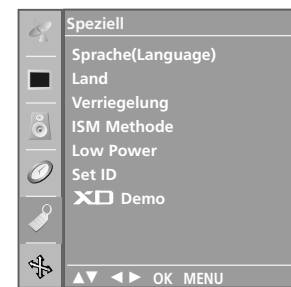 Speziell
Sprache(Language)
Land
Verriegelung
ISM Methode
Low Power
Set ID
XD Demo
▲▼ ◄► OK MENU